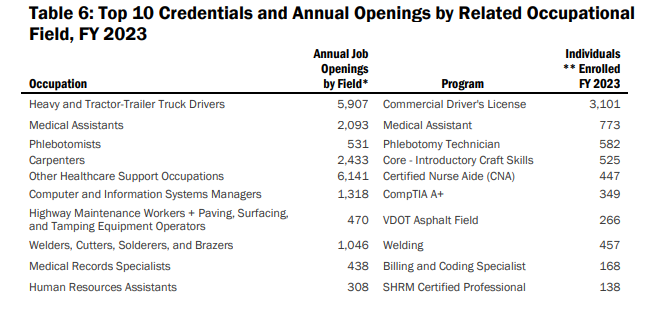 Table 6: Top 10 Credentials and Annual Openings by Related Occupational
Field, FY 2023
Annual Job Individuals
Openings ** Enrolled
Occupation by Field* Program FY 2023
Heavy and Tractor-Trailer Truck Drivers 5,907 Commercial Driver's License 3,101
Medical Assistants 2,093 Medical Assistant 773
Phlebotomists 531 Phlebotomy Technician 582
Carpenters 2,433 Core - Introductory Craft Skills 525
Other Healthcare Support Occupations 6,141 Certified Nurse Aide (CNA) 447
Computer and Information Systems Managers 1,318 CompTIA A+ 349
Highway Maintenance Workers + Paving, Surfacing,
and Tamping Equipment Operators 470 VDOT Asphalt Field 266
Welders, Cutters, Solderers, and Brazers 1,046 Welding 457
Medical Records Specialists 438 Billing and Coding Specialist 168
Human Resources Assistants 308 SHRM Certified Professional 138